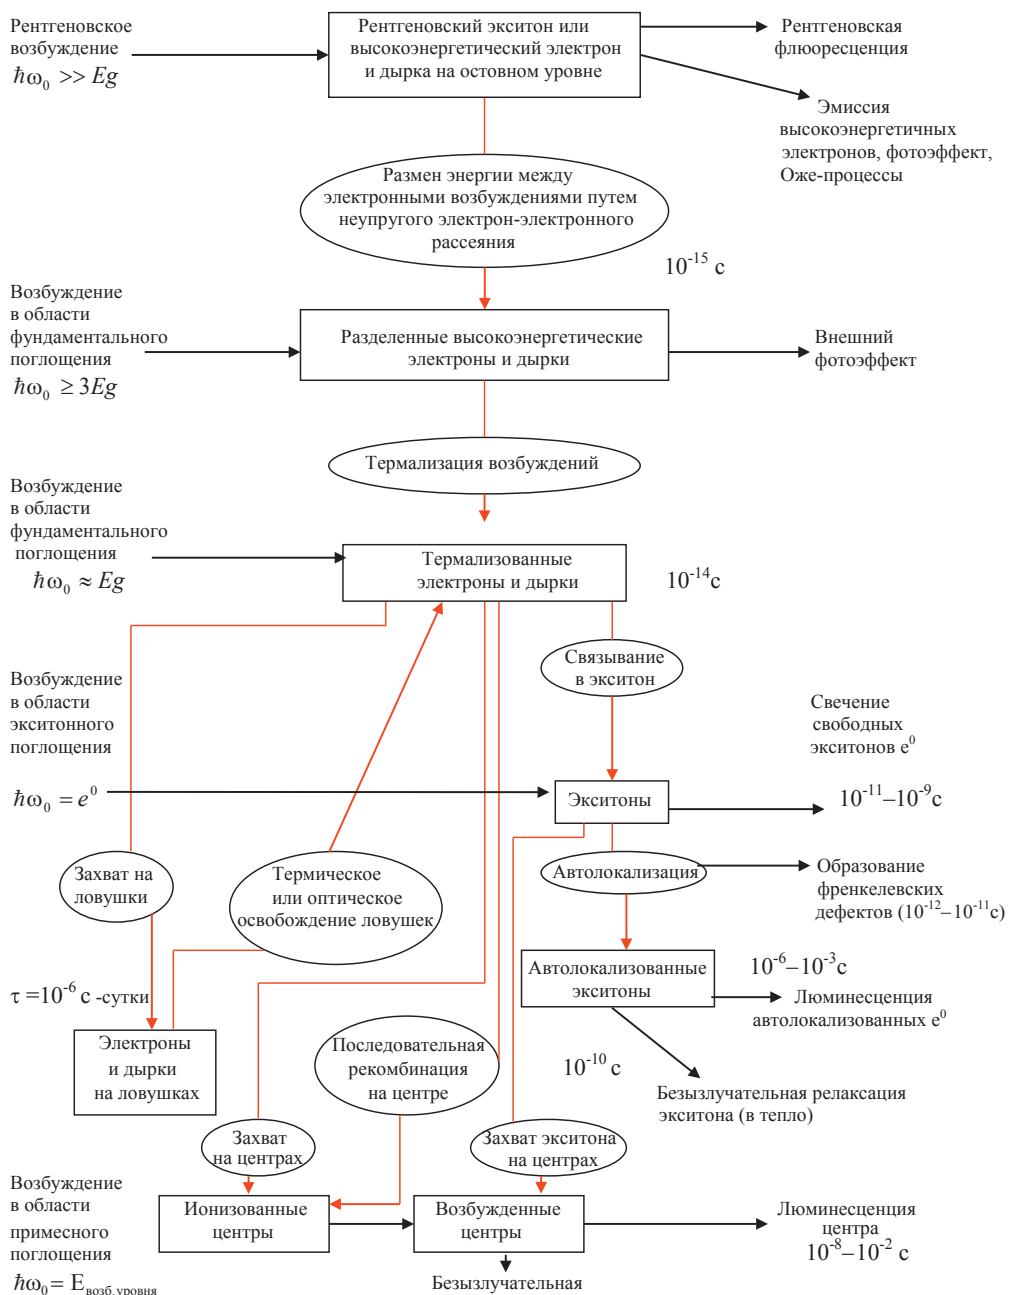 Рентгеновское
возбуждение
ℏω₀ >> Eg
Рентгеновский экситон или
высокоэнергетический электрон
и дырка на остовном уровне
Рентгеновская
флюоресценция
Эмиссия
высокоэнергетичных
электронов, фотоэффект,
Оже-процессы
Размен энергии между
электронными возбуждениями путем
неупругого электрон-электронного
рассеяния
10⁻¹⁵ с
Возбуждение
в области
фундаментального
поглощения
ℏω₀ ≥ 3Eg
Разделенные высокоэнергетические
электроны и дырки
Внешний
фотоэффект
Термализация возбуждений
Возбуждение
в области
фундаментального
поглощения
ℏω₀ ≈ Eg
Термализованные
электроны и дырки
10⁻¹⁴с
Связывание
в экситон
Возбуждение
в области
экситонного
поглощения
ℏω₀ = e⁰
Свечение
свободных
экситонов e⁰
Экситоны
10⁻¹¹–10⁻⁹с
Захват на
ловушки
Термическое
или оптическое
освобождение ловушек
Автолокализация
Образование
френкелевских
дефектов (10⁻¹²–10⁻¹¹с)
τ =10⁻⁶ с -сутки
Автолокализованные
экситоны
10⁻⁶–10⁻³с
Люминесценция
автолокализованных e⁰
Электроны
и дырки
на ловушках
Последовательная
рекомбинация
на центре
10⁻¹⁰ с
Безызлучательная релаксация
экситона (в тепло)
Захват
на центрах
Захват экситона
на центрах
Возбуждение
в области
примесного
поглощения
ℏω₀ = E возб.уровня
Ионизованные
центры
Возбужденные
центры
Люминесценция
центра
10⁻⁸–10⁻² с
Безызлучательная